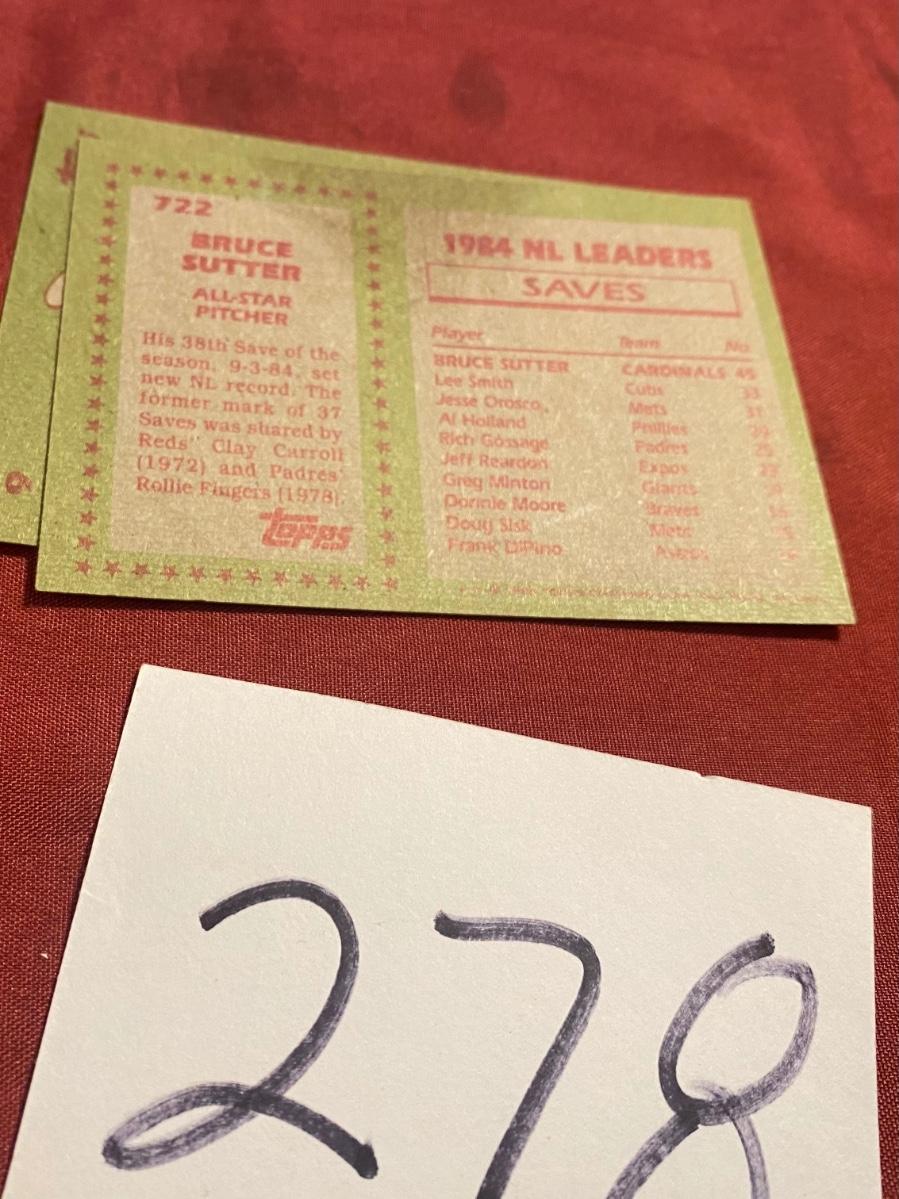 722
BRUCE
SUTTER
ALL-STAR
PITCHER
His 38th Save of the
season, 9-3-84, set
new NL record. The
former mark of 37
Saves was shared by
Reds' Clay Carroll
(1972) and Padres'
Rollie Fingers (1978).
topps
1984 NL LEADERS
SAVES
Player Team No.
BRUCE SUTTER CARDINALS 45
Lee Smith Cubs 33
Jesse Orosco Mets 31
Al Holland Phillies 29
Rich Gossage Padres 25
Jeff Reardon Expos 23
Greg Minton Giants
Donnie Moore Braves 16
Doug Sisk Mets
Frank DiPino Astros
278